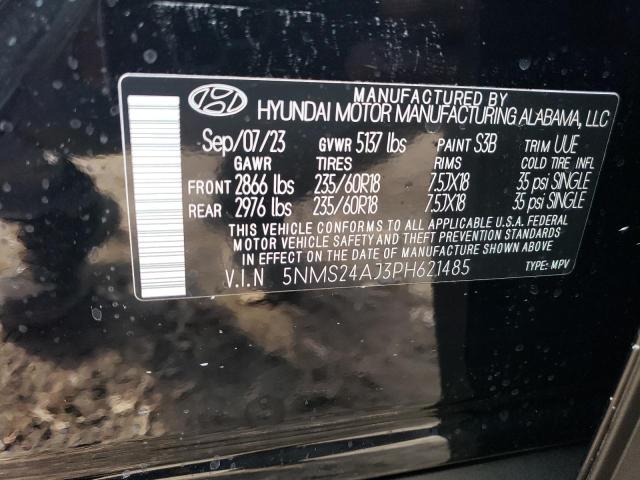 MANUFACTURED BY
HYUNDAI MOTOR MANUFACTURING ALABAMA, LLC
Sep/07/23 GVWR 5137 lbs PAINT S3B TRIM UUE
GAWR TIRES RIMS COLD TIRE INFL
FRONT 2866 lbs 235/60R18 7.5JX18 35 psi SINGLE
REAR 2976 lbs 235/60R18 7.5JX18 35 psi SINGLE
THIS VEHICLE CONFORMS TO ALL APPLICABLE U.S.A. FEDERAL
MOTOR VEHICLE SAFETY AND THEFT PREVENTION STANDARDS
IN EFFECT ON THE DATE OF MANUFACTURE SHOWN ABOVE.
V.I.N 5NMS24AJ3PH621485 TYPE: MPV